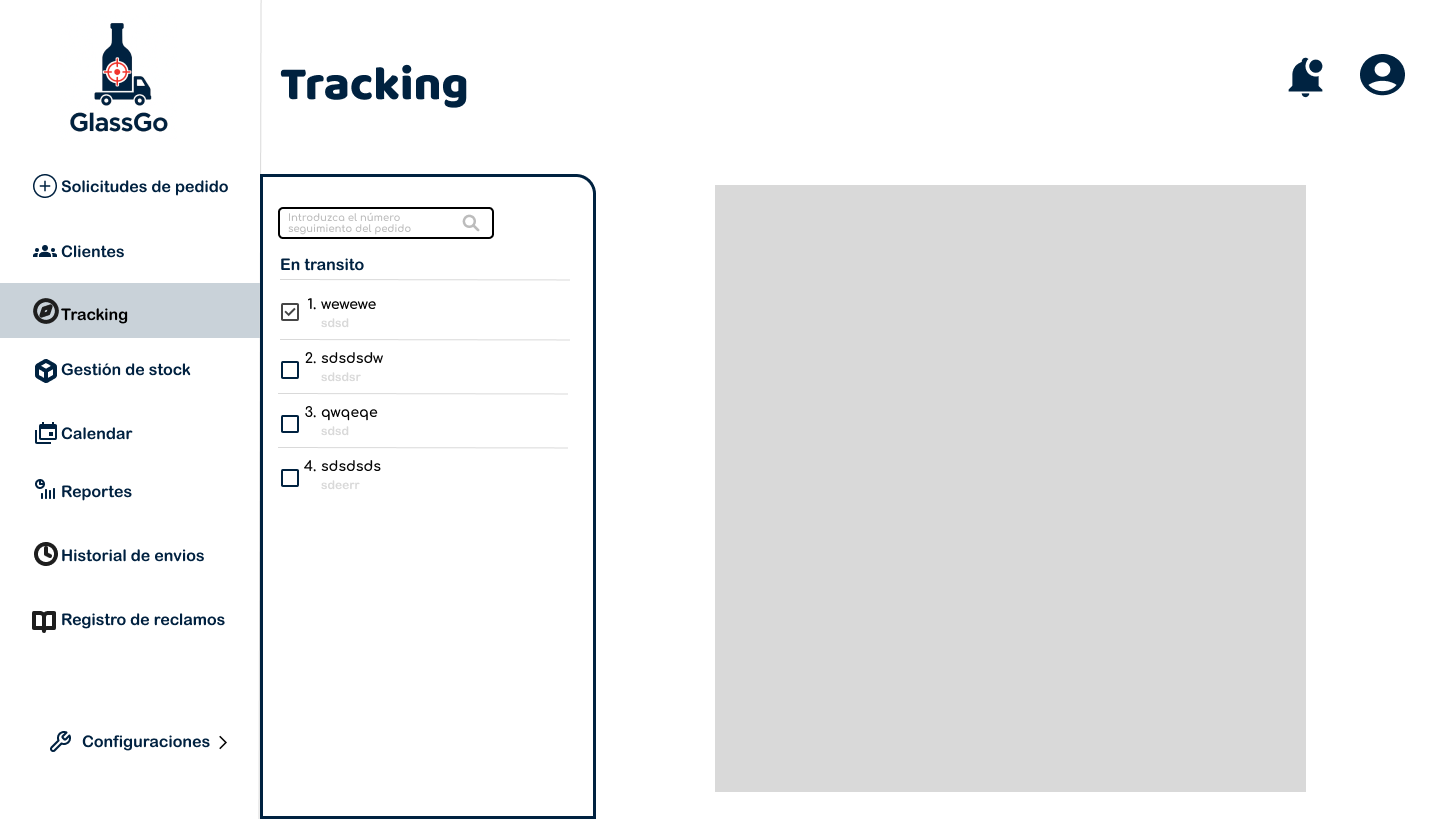 GlassGo
Solicitudes de pedido
Clientes
Tracking
Gestión de stock
Calendar
Reportes
Historial de envios
Registro de reclamos
Configuraciones
Tracking
Introduzca el número
seguimiento del pedido
En transito
1. wewewe
sdsd
2. sdsdsdw
sdsdsr
3. qwqeqe
sdsd
4. sdsdsds
sdeerr